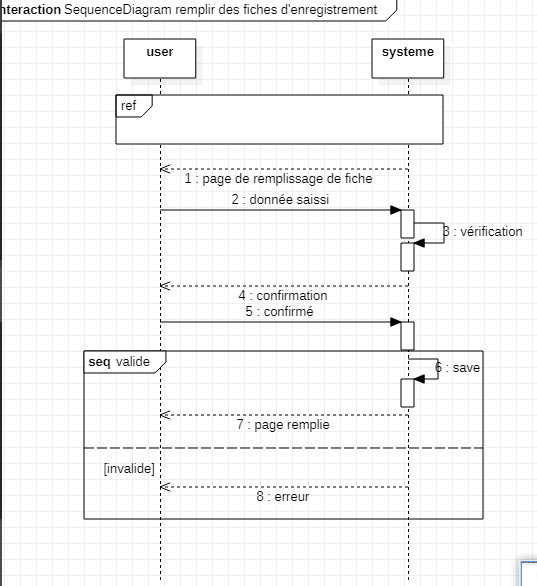 nteraction SequenceDiagram remplir des fiches d'enregistrement
user
systeme
ref
1 : page de remplissage de fiche
2 : donnée saissi
3 : vérification
4 : confirmation
5 : confirmé
seq valide
6 : save
7 : page remplie
[invalide]
8 : erreur